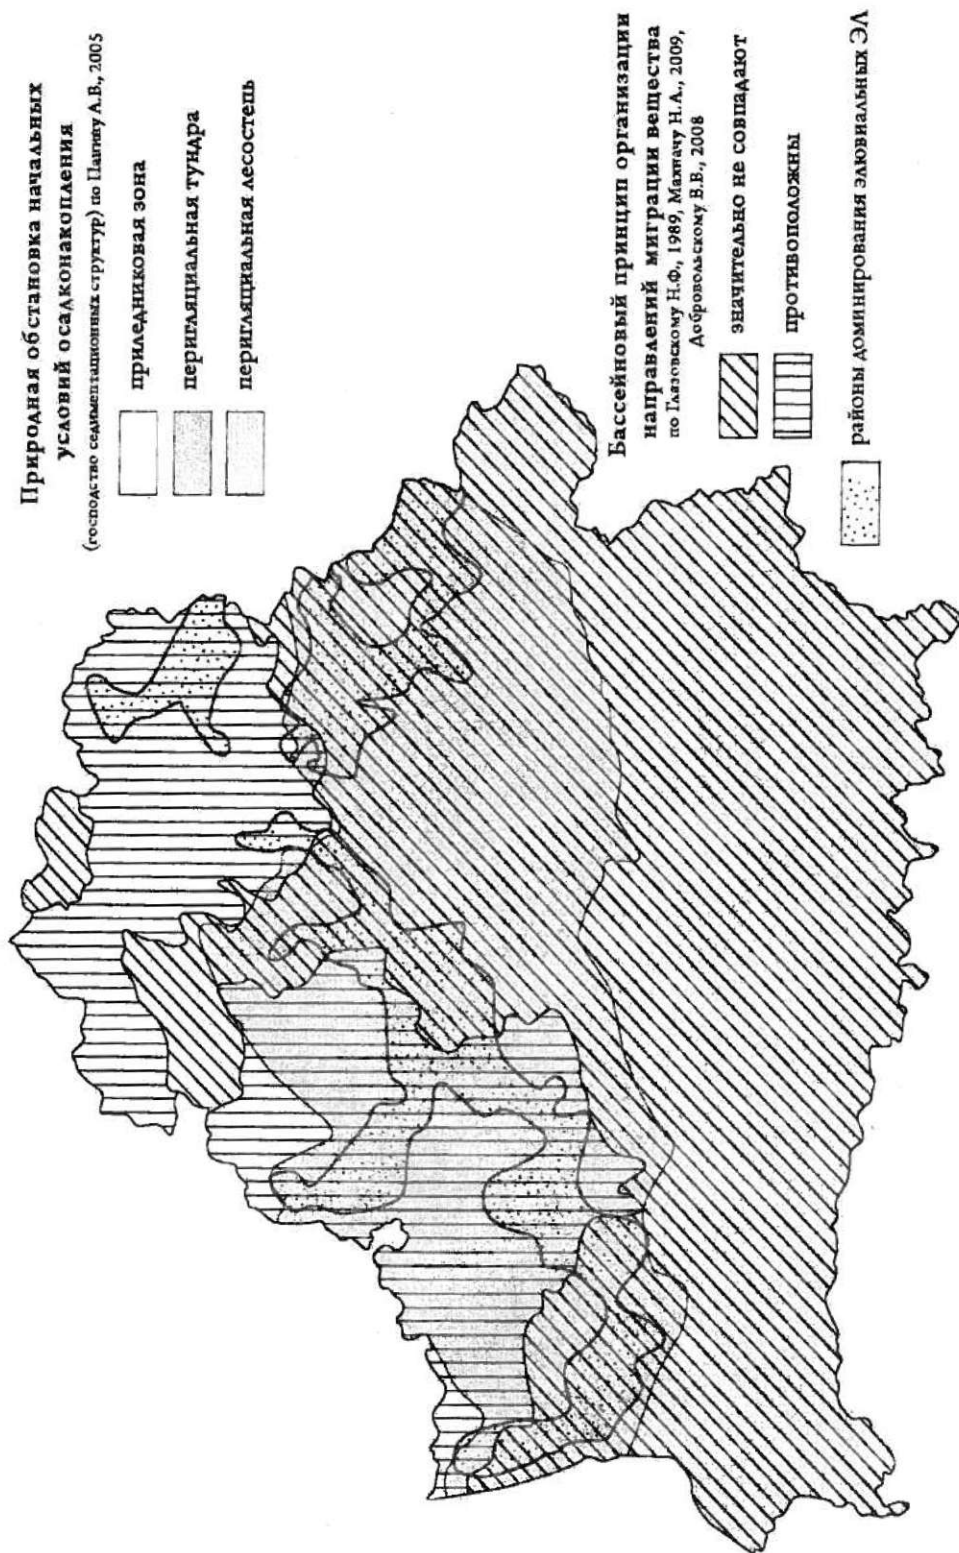 Природная обстановка начальных
условий осадконакопления
(господство седиментационных структур) по Панину А.В., 2005
приледниковая зона
перигляциальная тундра
перигляциальная лесостепь
Бассейновый принцип организации
направлений миграции вещества
по Глазовскому Н.Ф., 1989, Махначу Н.А., 2009,
Добровольскому В.В., 2008
значительно не совпадают
противоположны
районы доминирования элювиальных ЭЛ